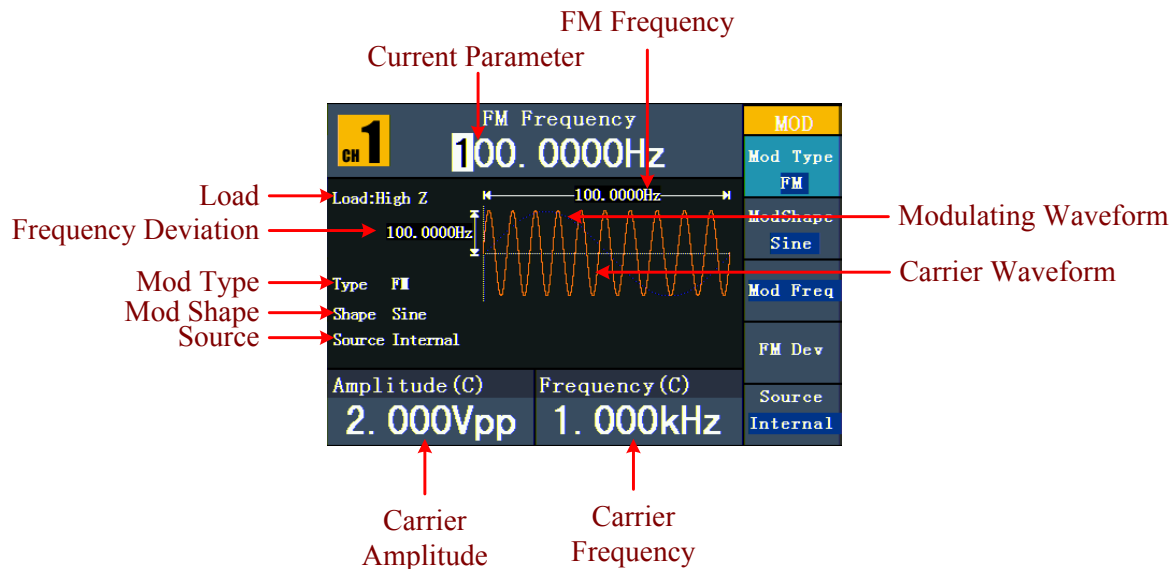 FM Frequency
Current Parameter
CH 1
FM Frequency
100.0000Hz
MOD
Mod Type
FM
Load
Load:High Z
100.0000Hz
Frequency Deviation
100.0000Hz
ModShape
Sine
Modulating Waveform
Carrier Waveform
Mod Type
Type FM
Mod Freq
Mod Shape
Shape Sine
Source
Source Internal
FM Dev
Amplitude(C)
2.000Vpp
Frequency(C)
1.000kHz
Source
Internal
Carrier
Amplitude
Carrier
Frequency